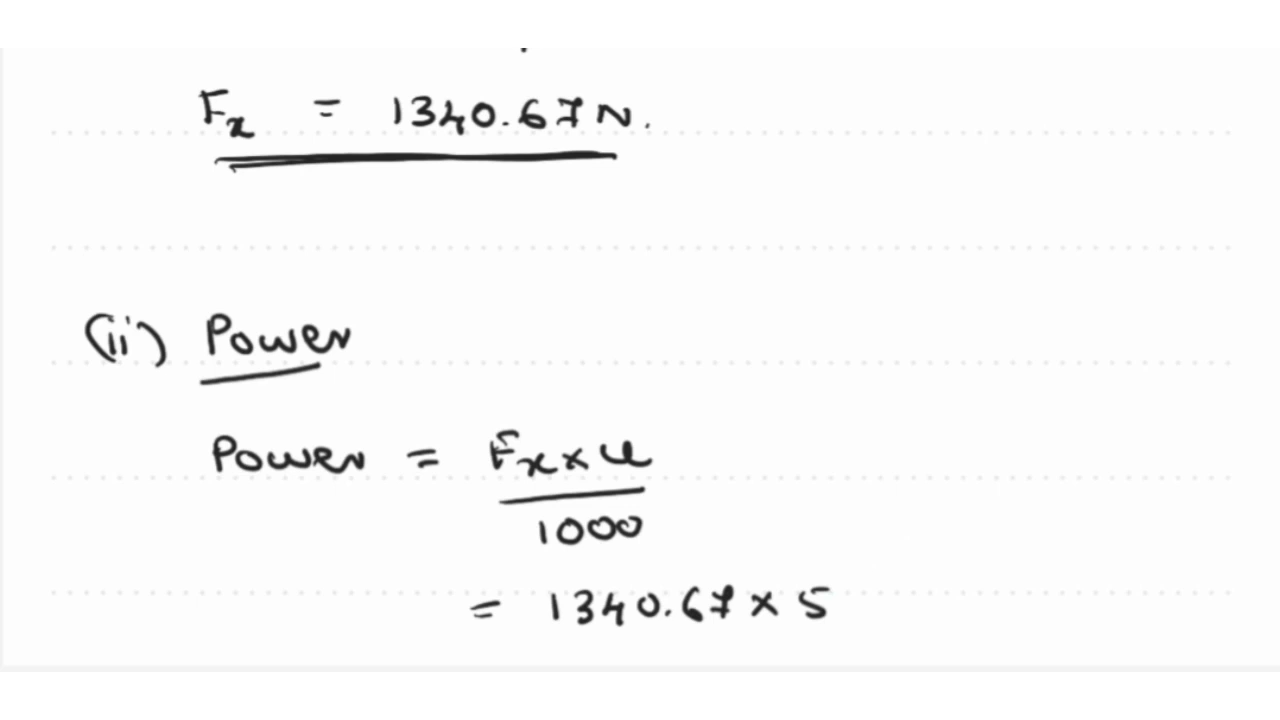 Fx = 1340.67 N.
(ii) Power
Power = Fx × u
1000
= 1340.67 × 5